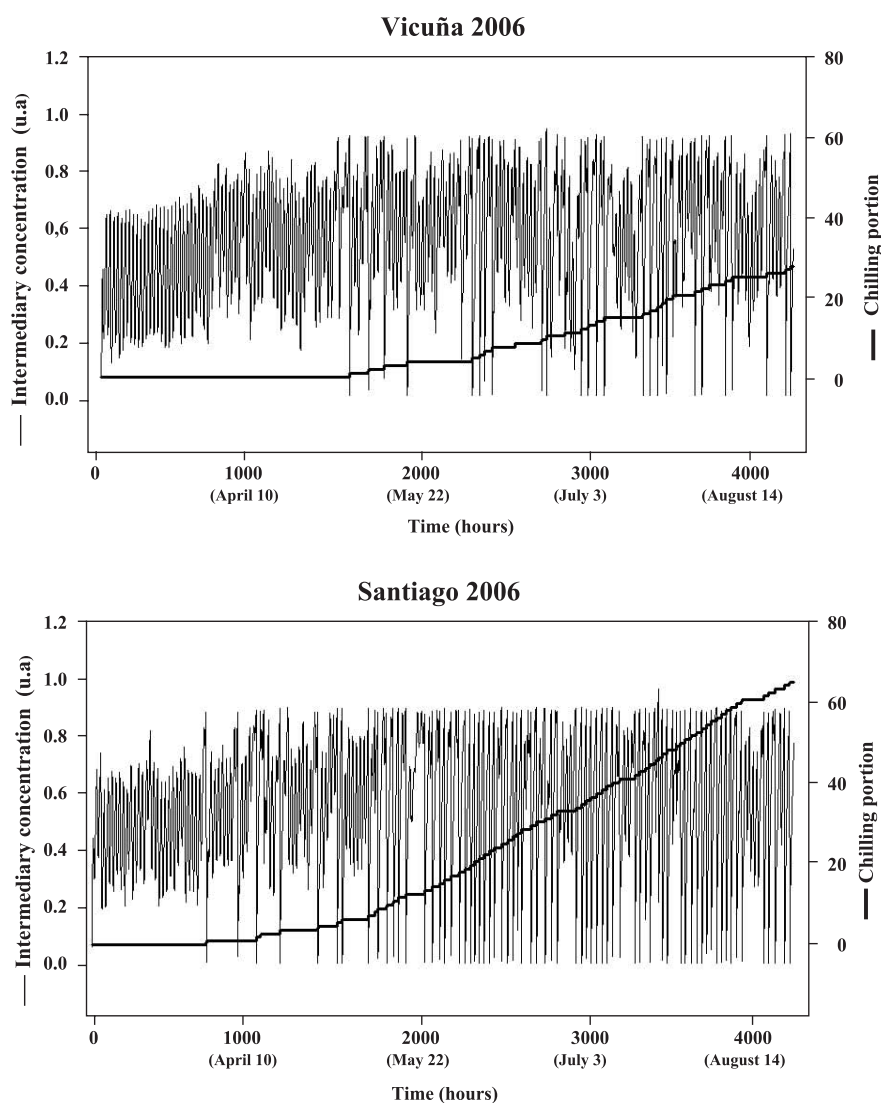 Vicuña 2006
1.2
1.0
0.8
0.6
0.4
0.2
0.0
Intermediary concentration (u.a)
80
60
40
20
0
Chilling portion
0 1000 2000 3000 4000
(April 10) (May 22) (July 3) (August 14)
Time (hours)
Santiago 2006
1.2
1.0
0.8
0.6
0.4
0.2
0.0
Intermediary concentration (u.a)
80
60
40
20
0
Chilling portion
0 1000 2000 3000 4000
(April 10) (May 22) (July 3) (August 14)
Time (hours)